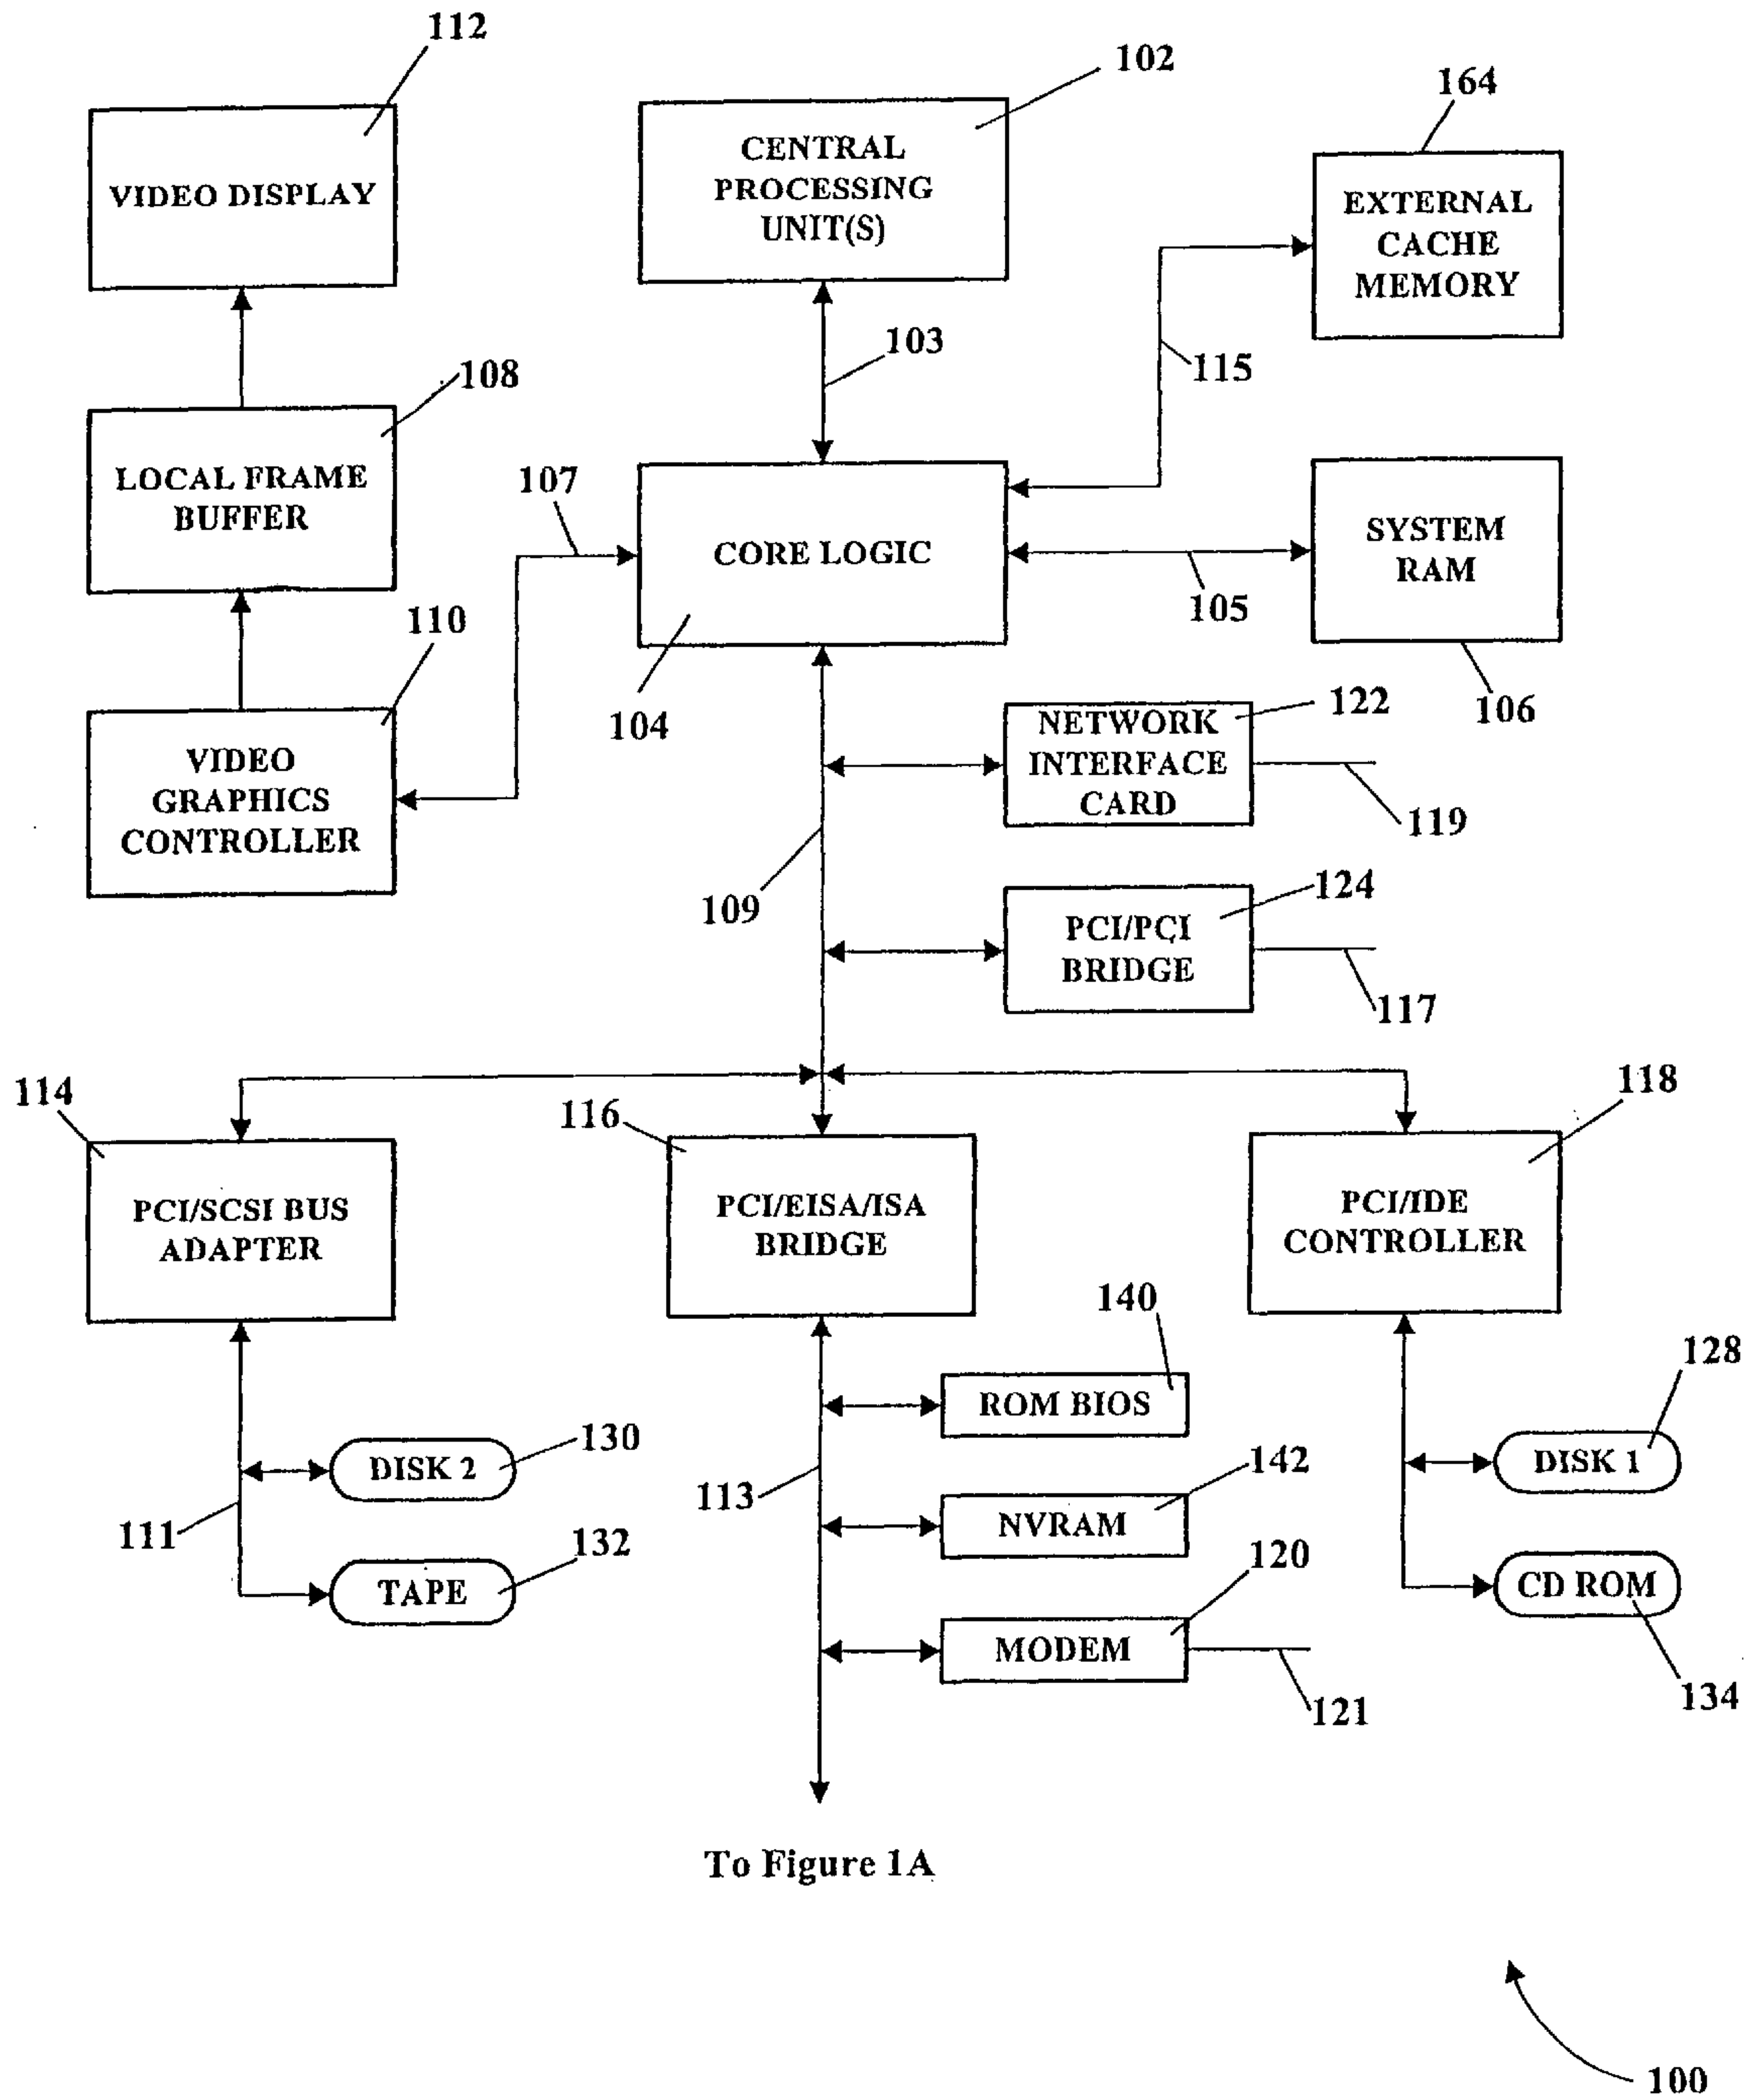 112
102
164
VIDEO DISPLAY
CENTRAL
PROCESSING
UNIT(S)
EXTERNAL
CACHE
MEMORY
103
115
108
LOCAL FRAME
BUFFER
107
CORE LOGIC
SYSTEM
RAM
105
110
104
106
VIDEO
GRAPHICS
CONTROLLER
122
NETWORK
INTERFACE
CARD
119
109
124
PCI/PCI
BRIDGE
117
114
116
118
PCI/SCSI BUS
ADAPTER
PCI/EISA/ISA
BRIDGE
PCI/IDE
CONTROLLER
140
128
ROM BIOS
130
DISK 2
142
DISK 1
113
111
NVRAM
132
120
TAPE
CD ROM
MODEM
134
121
To Figure 1A
100